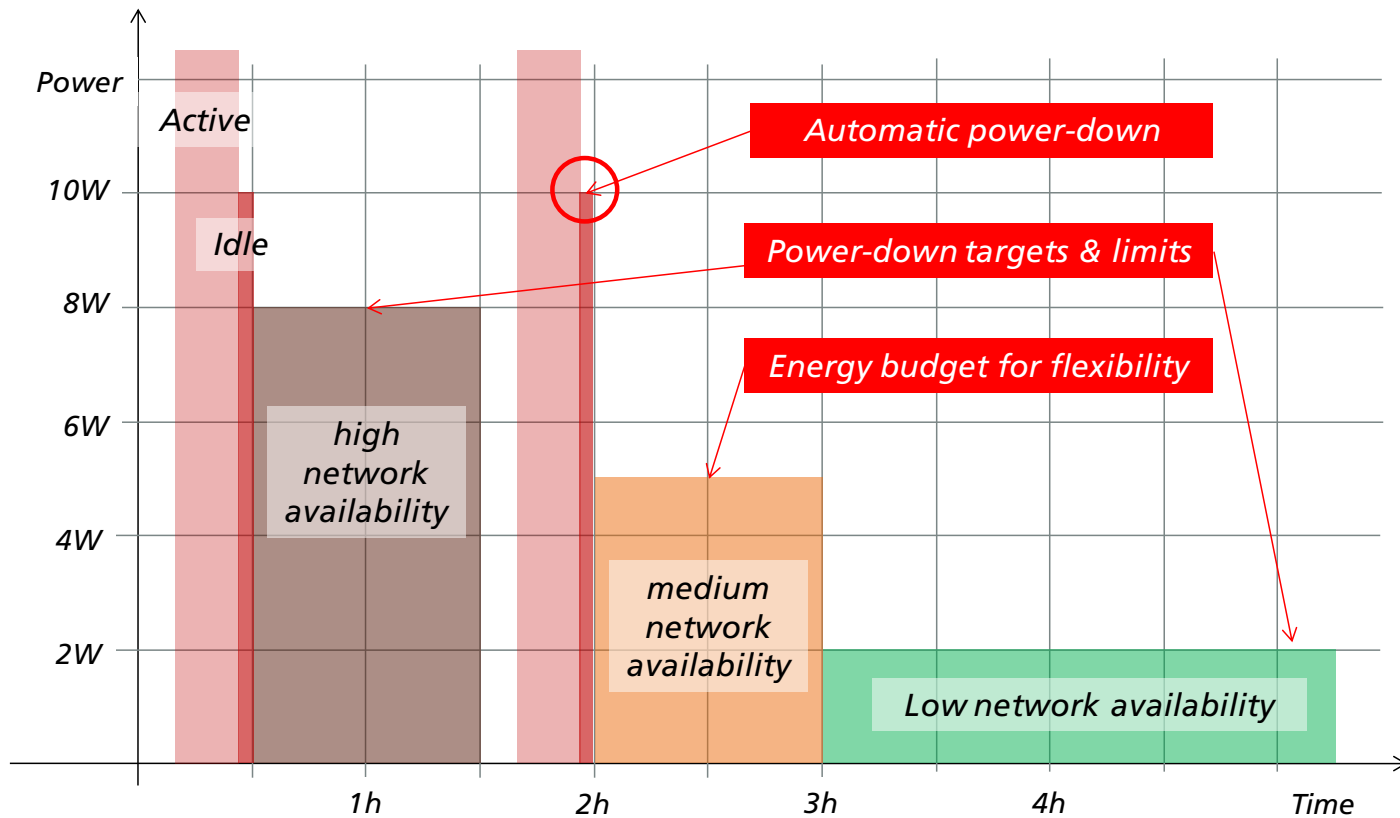 Power
Active
Automatic power-down
10W
Idle
Power-down targets & limits
8W
Energy budget for flexibility
6W
high
network
availability
4W
medium
network
availability
2W
Low network availability
1h
2h
3h
4h
Time